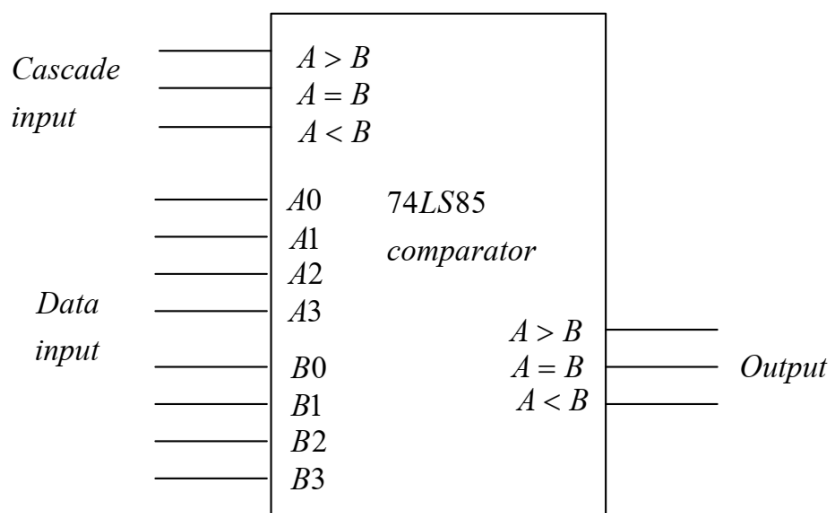 Cascade
input
A > B
A = B
A < B
A0
A1
A2
A3
74LS85
comparator
Data
input
B0
B1
B2
B3
A > B
A = B
A < B
Output